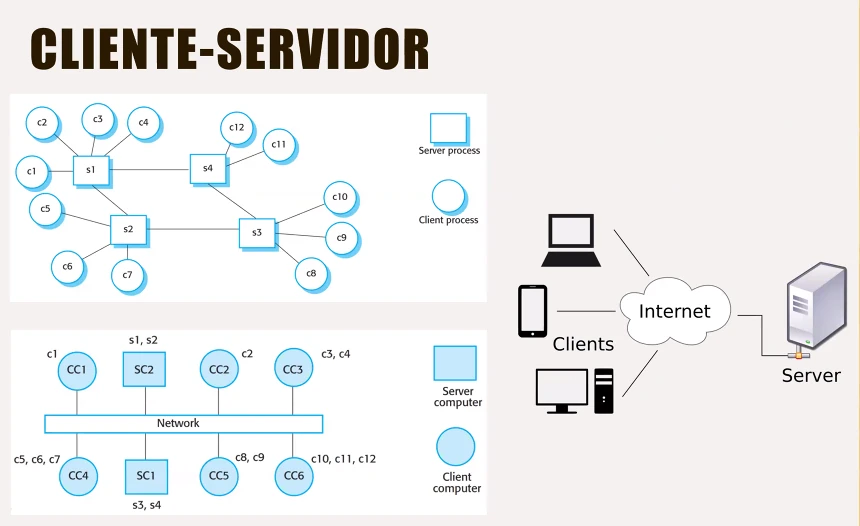 CLIENTE-SERVIDOR
c2
c3
c4
c12
c11
c1
s1
s4
Server process
c5
s2
c10
Client process
s3
c9
c6
c7
c8
s1, s2
c1
c2
c3, c4
CC1
SC2
CC2
CC3
Server
computer
Network
c5, c6, c7
c8, c9
c10, c11, c12
CC4
SC1
CC5
CC6
Client
computer
s3, s4
Internet
Clients
Server